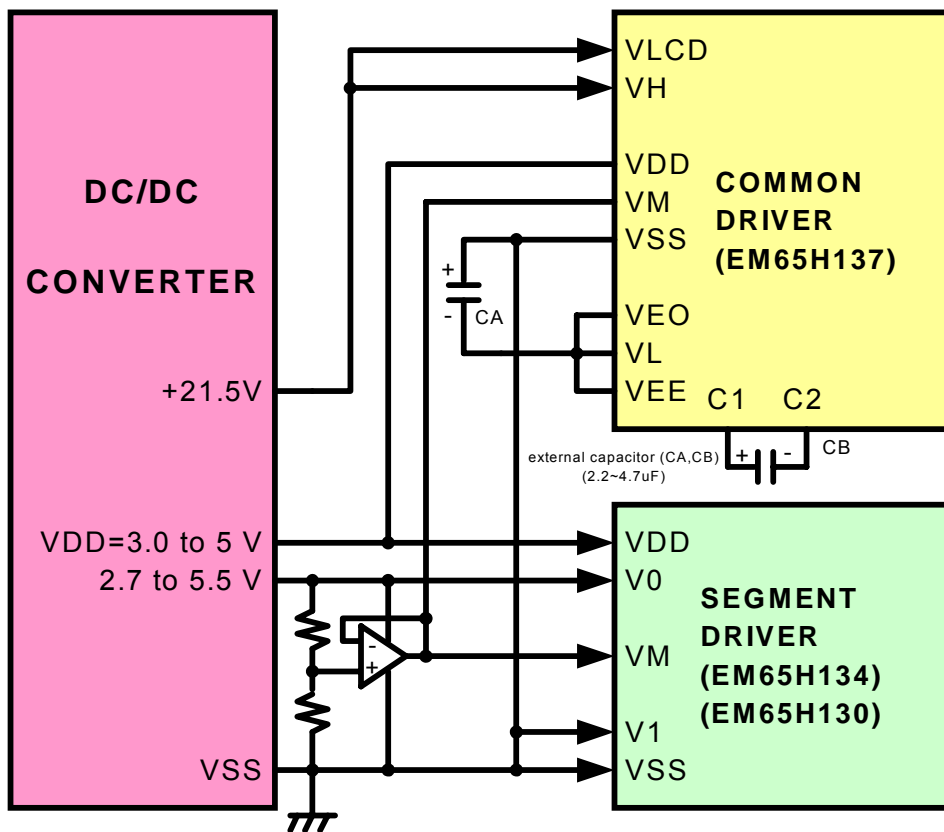 DC/DC
CONVERTER
+21.5V
VDD=3.0 to 5 V
2.7 to 5.5 V
VSS
VLCD
VH
VDD
VM
VSS
VEO
VL
VEE
C1 C2
COMMON
DRIVER
(EM65H137)
+
-
CA
+ -
CB
external capacitor (CA,CB)
(2.2~4.7uF)
-
+
VDD
V0
VM
V1
VSS
SEGMENT
DRIVER
(EM65H134)
(EM65H130)